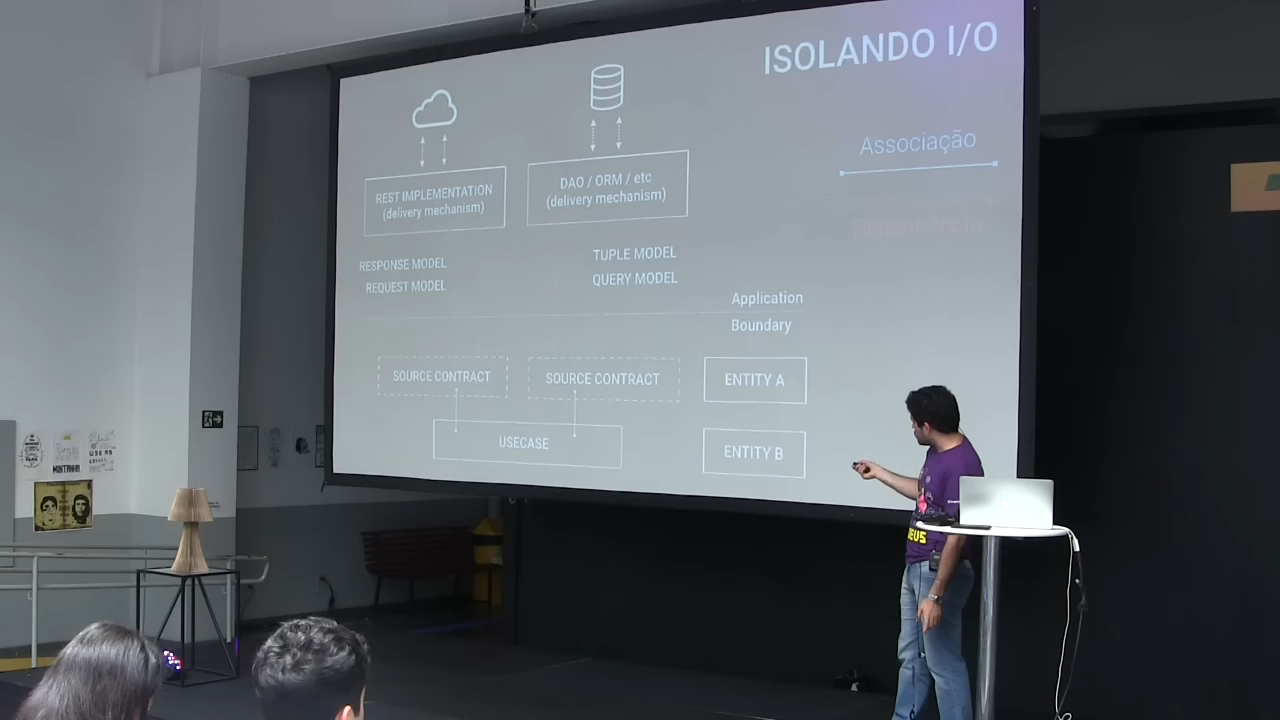 ISOLANDO I/O
Associação
Dependência
REST IMPLEMENTATION
(delivery mechanism)
DAO / ORM / etc
(delivery mechanism)
RESPONSE MODEL
REQUEST MODEL
TUPLE MODEL
QUERY MODEL
Application
Boundary
SOURCE CONTRACT
SOURCE CONTRACT
ENTITY A
USECASE
ENTITY B